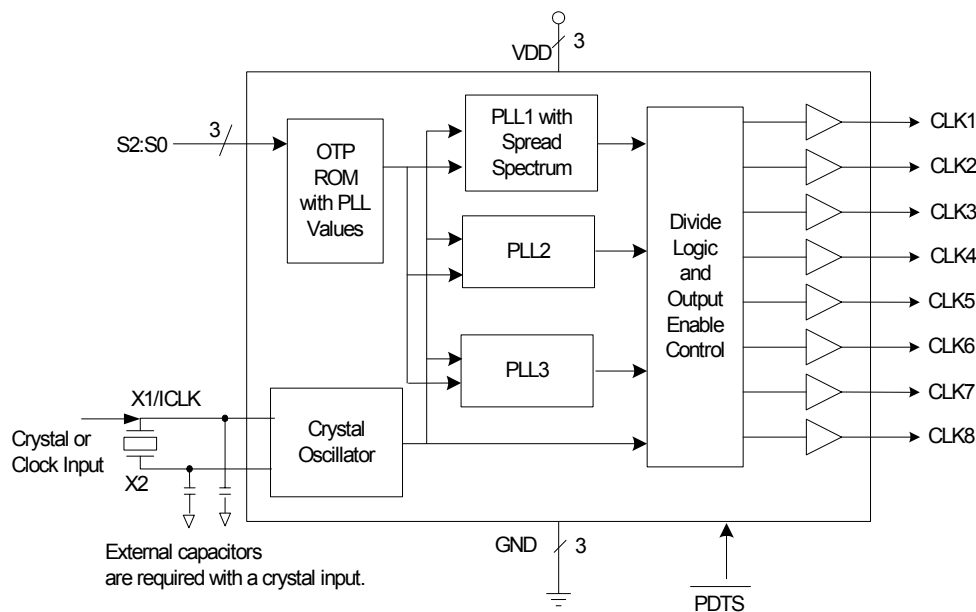 VDD
3
S2:S0
3
OTP
ROM
with PLL
Values
PLL1 with
Spread
Spectrum
PLL2
PLL3
Divide
Logic
and
Output
Enable
Control
CLK1
CLK2
CLK3
CLK4
CLK5
CLK6
CLK7
CLK8
X1/ICLK
Crystal or
Clock Input
X2
Crystal
Oscillator
External capacitors
are required with a crystal input.
GND
3
PDTS